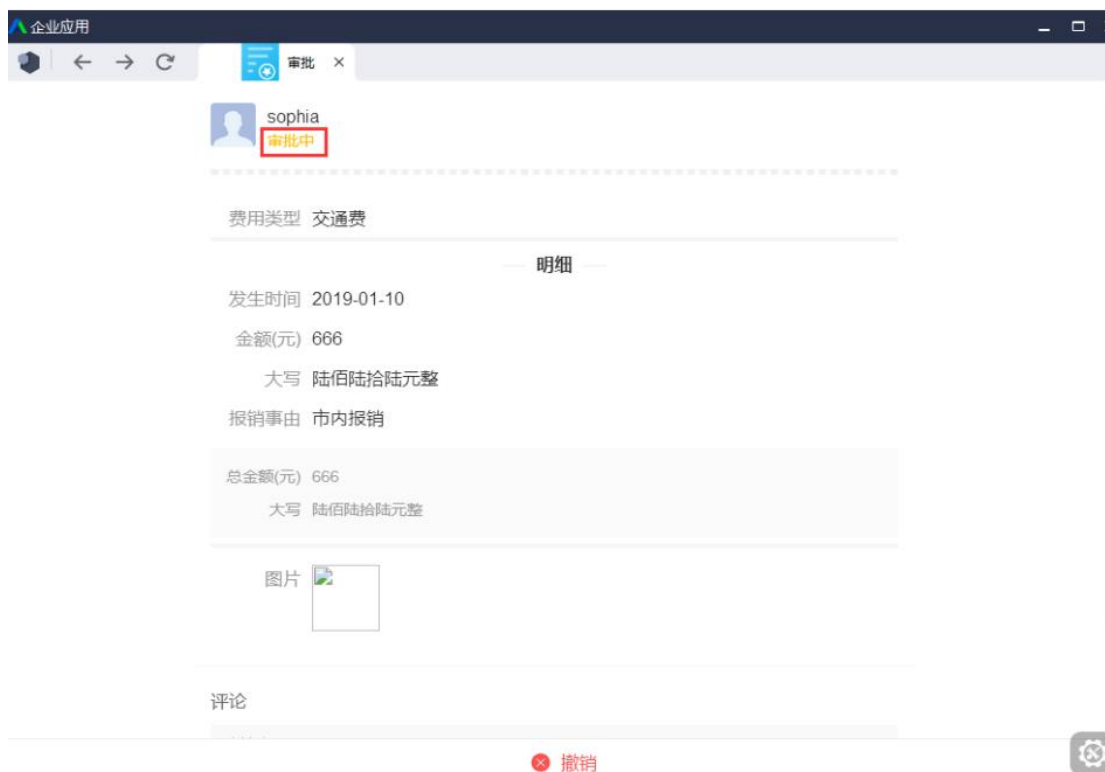 企业应用
审批
sophia
审批中
费用类型 交通费
明细
发生时间 2019-01-10
金额(元) 666
大写 陆佰陆拾陆元整
报销事由 市内报销
总金额(元) 666
大写 陆佰陆拾陆元整
图片
评论
撤销